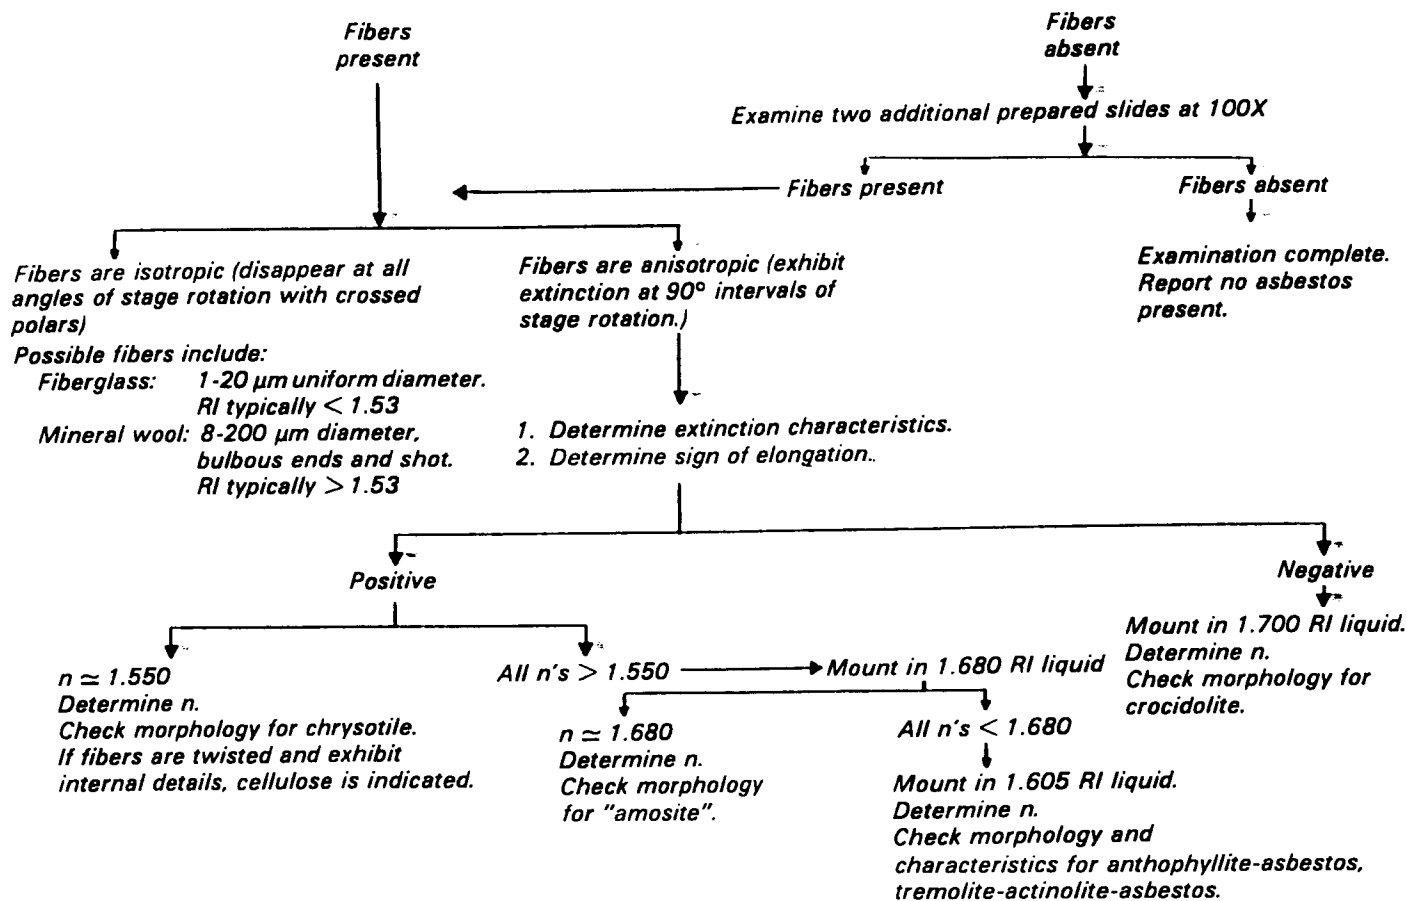 Fibers
present
Fibers
absent
Examine two additional prepared slides at 100X
Fibers present
Fibers absent
Examination complete.
Report no asbestos
present.
Fibers are isotropic (disappear at all
angles of stage rotation with crossed
polars)
Possible fibers include:
Fiberglass: 1-20 µm uniform diameter.
RI typically < 1.53
Mineral wool: 8-200 µm diameter,
bulbous ends and shot.
RI typically > 1.53
Fibers are anisotropic (exhibit
extinction at 90° intervals of
stage rotation.)
1. Determine extinction characteristics.
2. Determine sign of elongation..
Positive
Negative
n ≃ 1.550
Determine n.
Check morphology for chrysotile.
If fibers are twisted and exhibit
internal details, cellulose is indicated.
All n's > 1.550
Mount in 1.680 RI liquid
n ≃ 1.680
Determine n.
Check morphology
for "amosite".
All n's < 1.680
Mount in 1.605 RI liquid.
Determine n.
Check morphology and
characteristics for anthophyllite-asbestos,
tremolite-actinolite-asbestos.
Mount in 1.700 RI liquid.
Determine n.
Check morphology for
crocidolite.